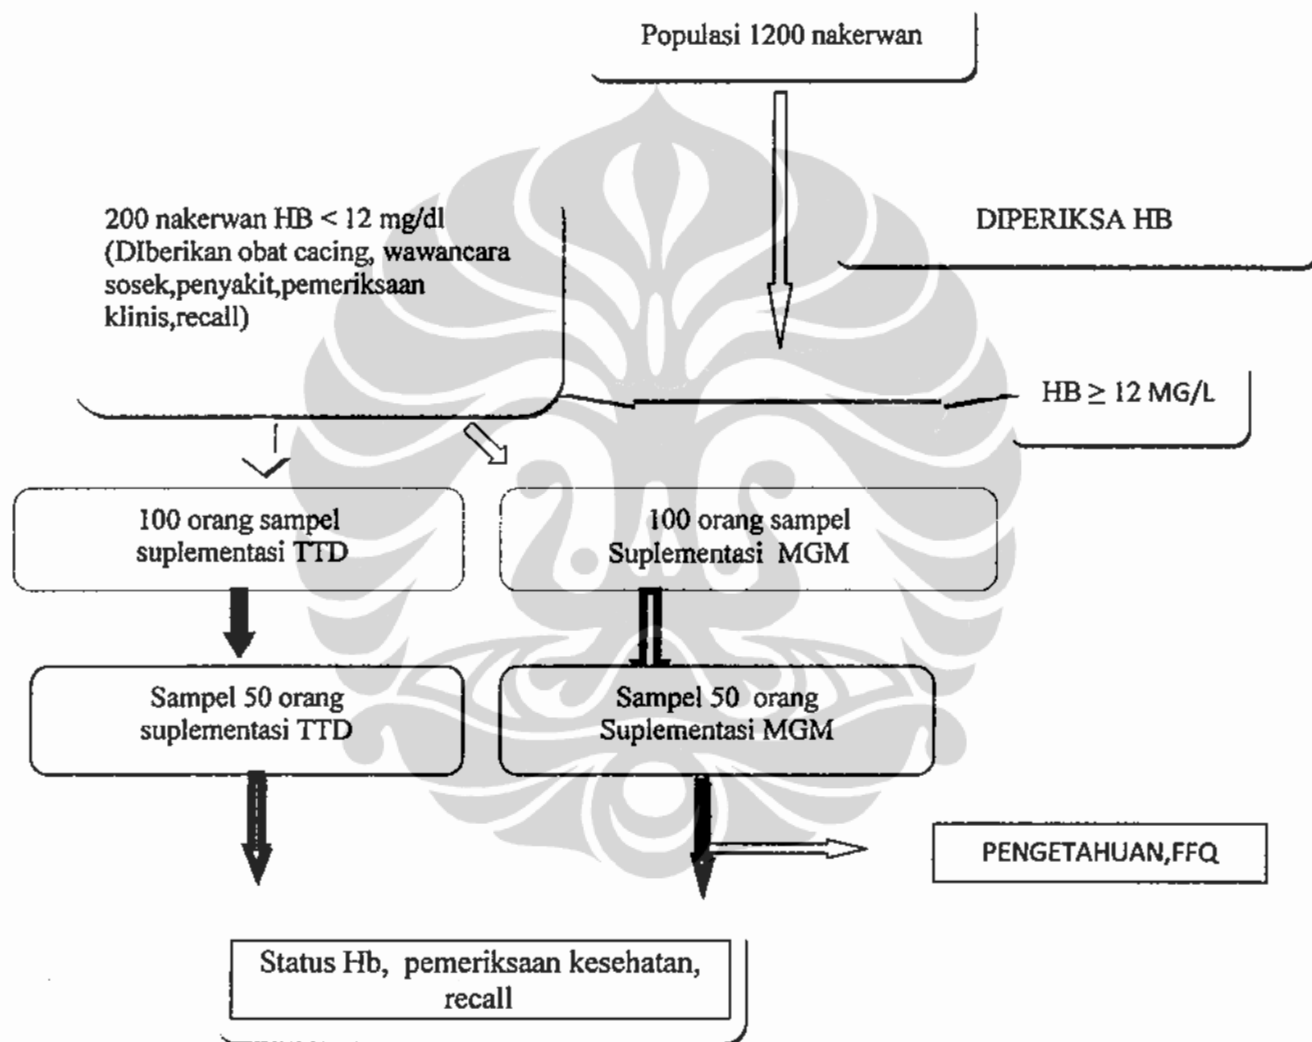 Populasi 1200 nakerwan
200 nakerwan HB < 12 mg/dl
(DIberikan obat cacing, wawancara
sosek,penyakit,pemeriksaan
klinis,recall)
DIPERIKSA HB
HB ≥ 12 MG/L
100 orang sampel
suplementasi TTD
100 orang sampel
Suplementasi MGM
Sampel 50 orang
suplementasi TTD
Sampel 50 orang
Suplementasi MGM
PENGETAHUAN,FFQ
Status Hb, pemeriksaan kesehatan,
recall